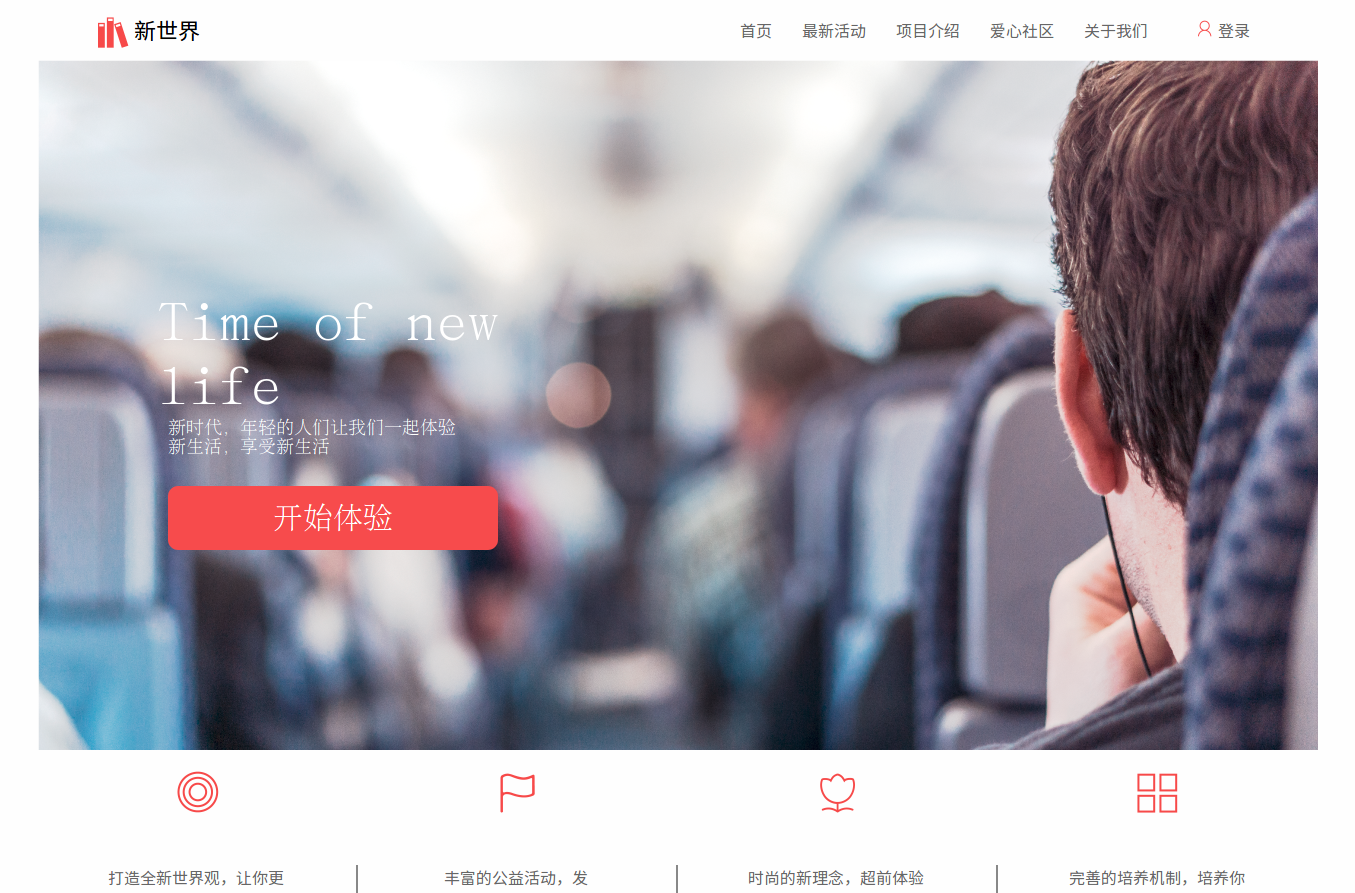 新世界
首页 最新活动 项目介绍 爱心社区 关于我们 登录
Time of new
life
新时代，年轻的人们让我们一起体验
新生活，享受新生活
开始体验
打造全新世界观，让你更 丰富的公益活动，发 时尚的新理念，超前体验 完善的培养机制，培养你